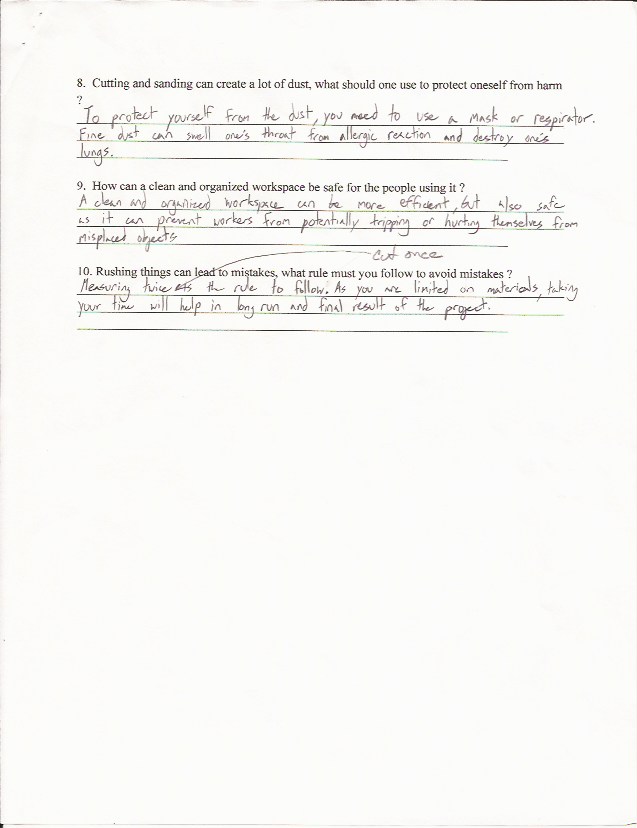 8. Cutting and sanding can create a lot of dust, what should one use to protect oneself from harm
?
To protect yourself from the dust, you need to use a mask or respirator.
Fine dust can swell one's throat from allergic reaction and destroy one's
lungs.
9. How can a clean and organized workspace be safe for the people using it ?
A clean and organized workspace can be more efficient, but also safe
as it can prevent workers from potentially tripping or hurting themselves from
misplaced objects
cut once
10. Rushing things can lead to mistakes, what rule must you follow to avoid mistakes ?
Measuring twice the rule to follow. As you are limited on materials, taking
your time will help in long run and final result of the project.